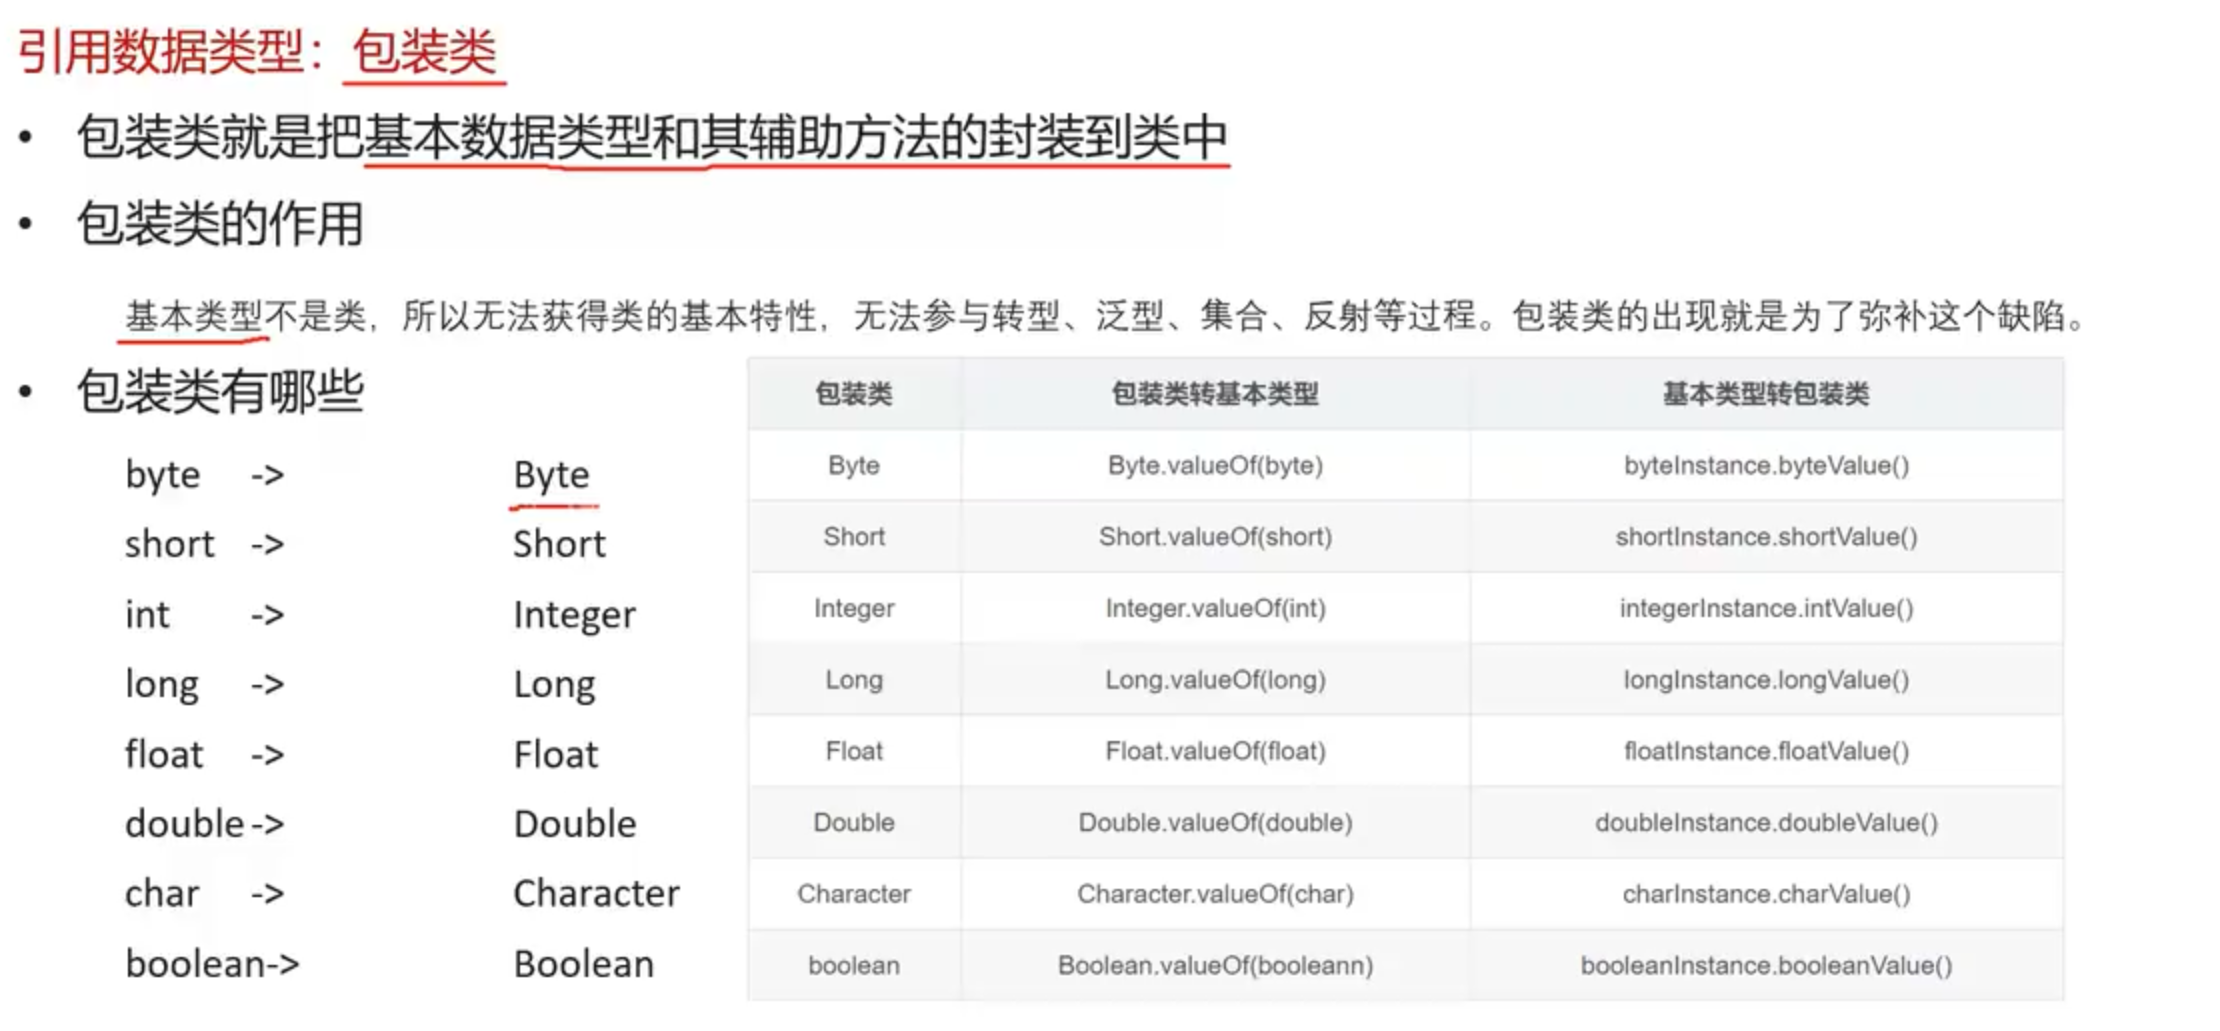 引用数据类型：包装类
• 包装类就是把基本数据类型和其辅助方法的封装到类中
• 包装类的作用
基本类型不是类，所以无法获得类的基本特性，无法参与转型、泛型、集合、反射等过程。包装类的出现就是为了弥补这个缺陷。
• 包装类有哪些
byte -> Byte
short -> Short
int -> Integer
long -> Long
float -> Float
double -> Double
char -> Character
boolean-> Boolean
包装类 包装类转基本类型 基本类型转包装类
Byte Byte.valueOf(byte) byteInstance.byteValue()
Short Short.valueOf(short) shortInstance.shortValue()
Integer Integer.valueOf(int) integerInstance.intValue()
Long Long.valueOf(long) longInstance.longValue()
Float Float.valueOf(float) floatInstance.floatValue()
Double Double.valueOf(double) doubleInstance.doubleValue()
Character Character.valueOf(char) charInstance.charValue()
boolean Boolean.valueOf(booleann) booleanInstance.booleanValue()